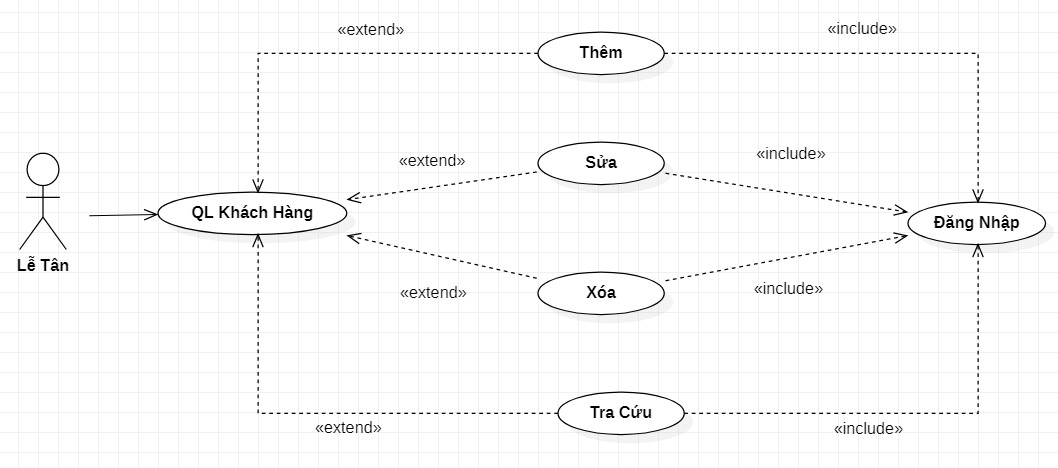 «extend»
«include»
Thêm
«extend»
Sửa
«include»
QL Khách Hàng
Đăng Nhập
Lễ Tân
«extend»
Xóa
«include»
«extend»
Tra Cứu
«include»